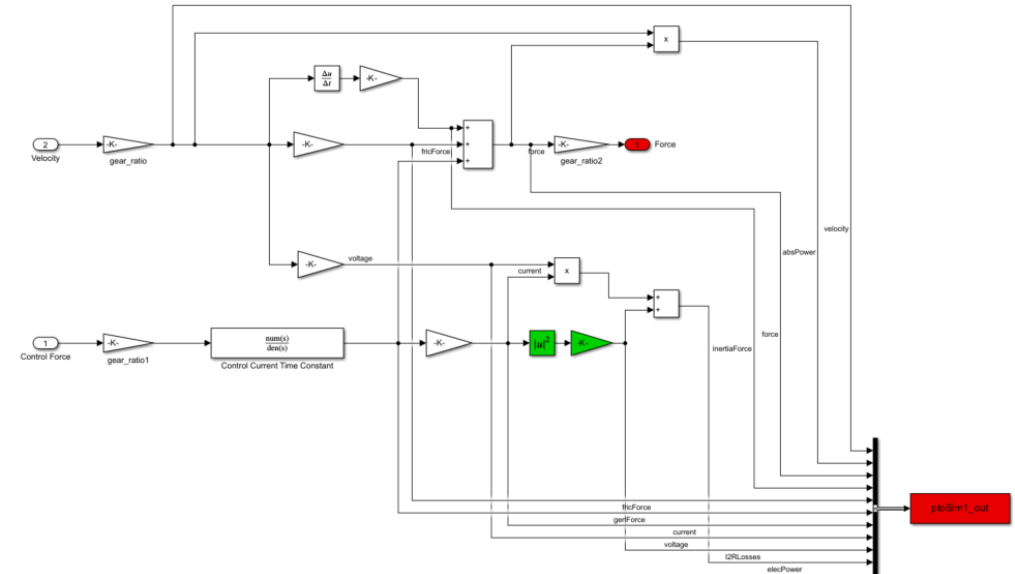 x
Δu
Δt
-K-
2
Velocity
-K-
gear_ratio
-K-
fricForce
+
+
+
force
-K-
gear_ratio2
1
Force
velocity
absPower
-K-
voltage
current
x
+
+
1
Control Force
-K-
gear_ratio1
num(s)
den(s)
Control Current Time Constant
-K-
|u|2
-K-
inertiaForce
force
fricForce
genForce
current
voltage
I2RLosses
elecPower
ptoSim1_out